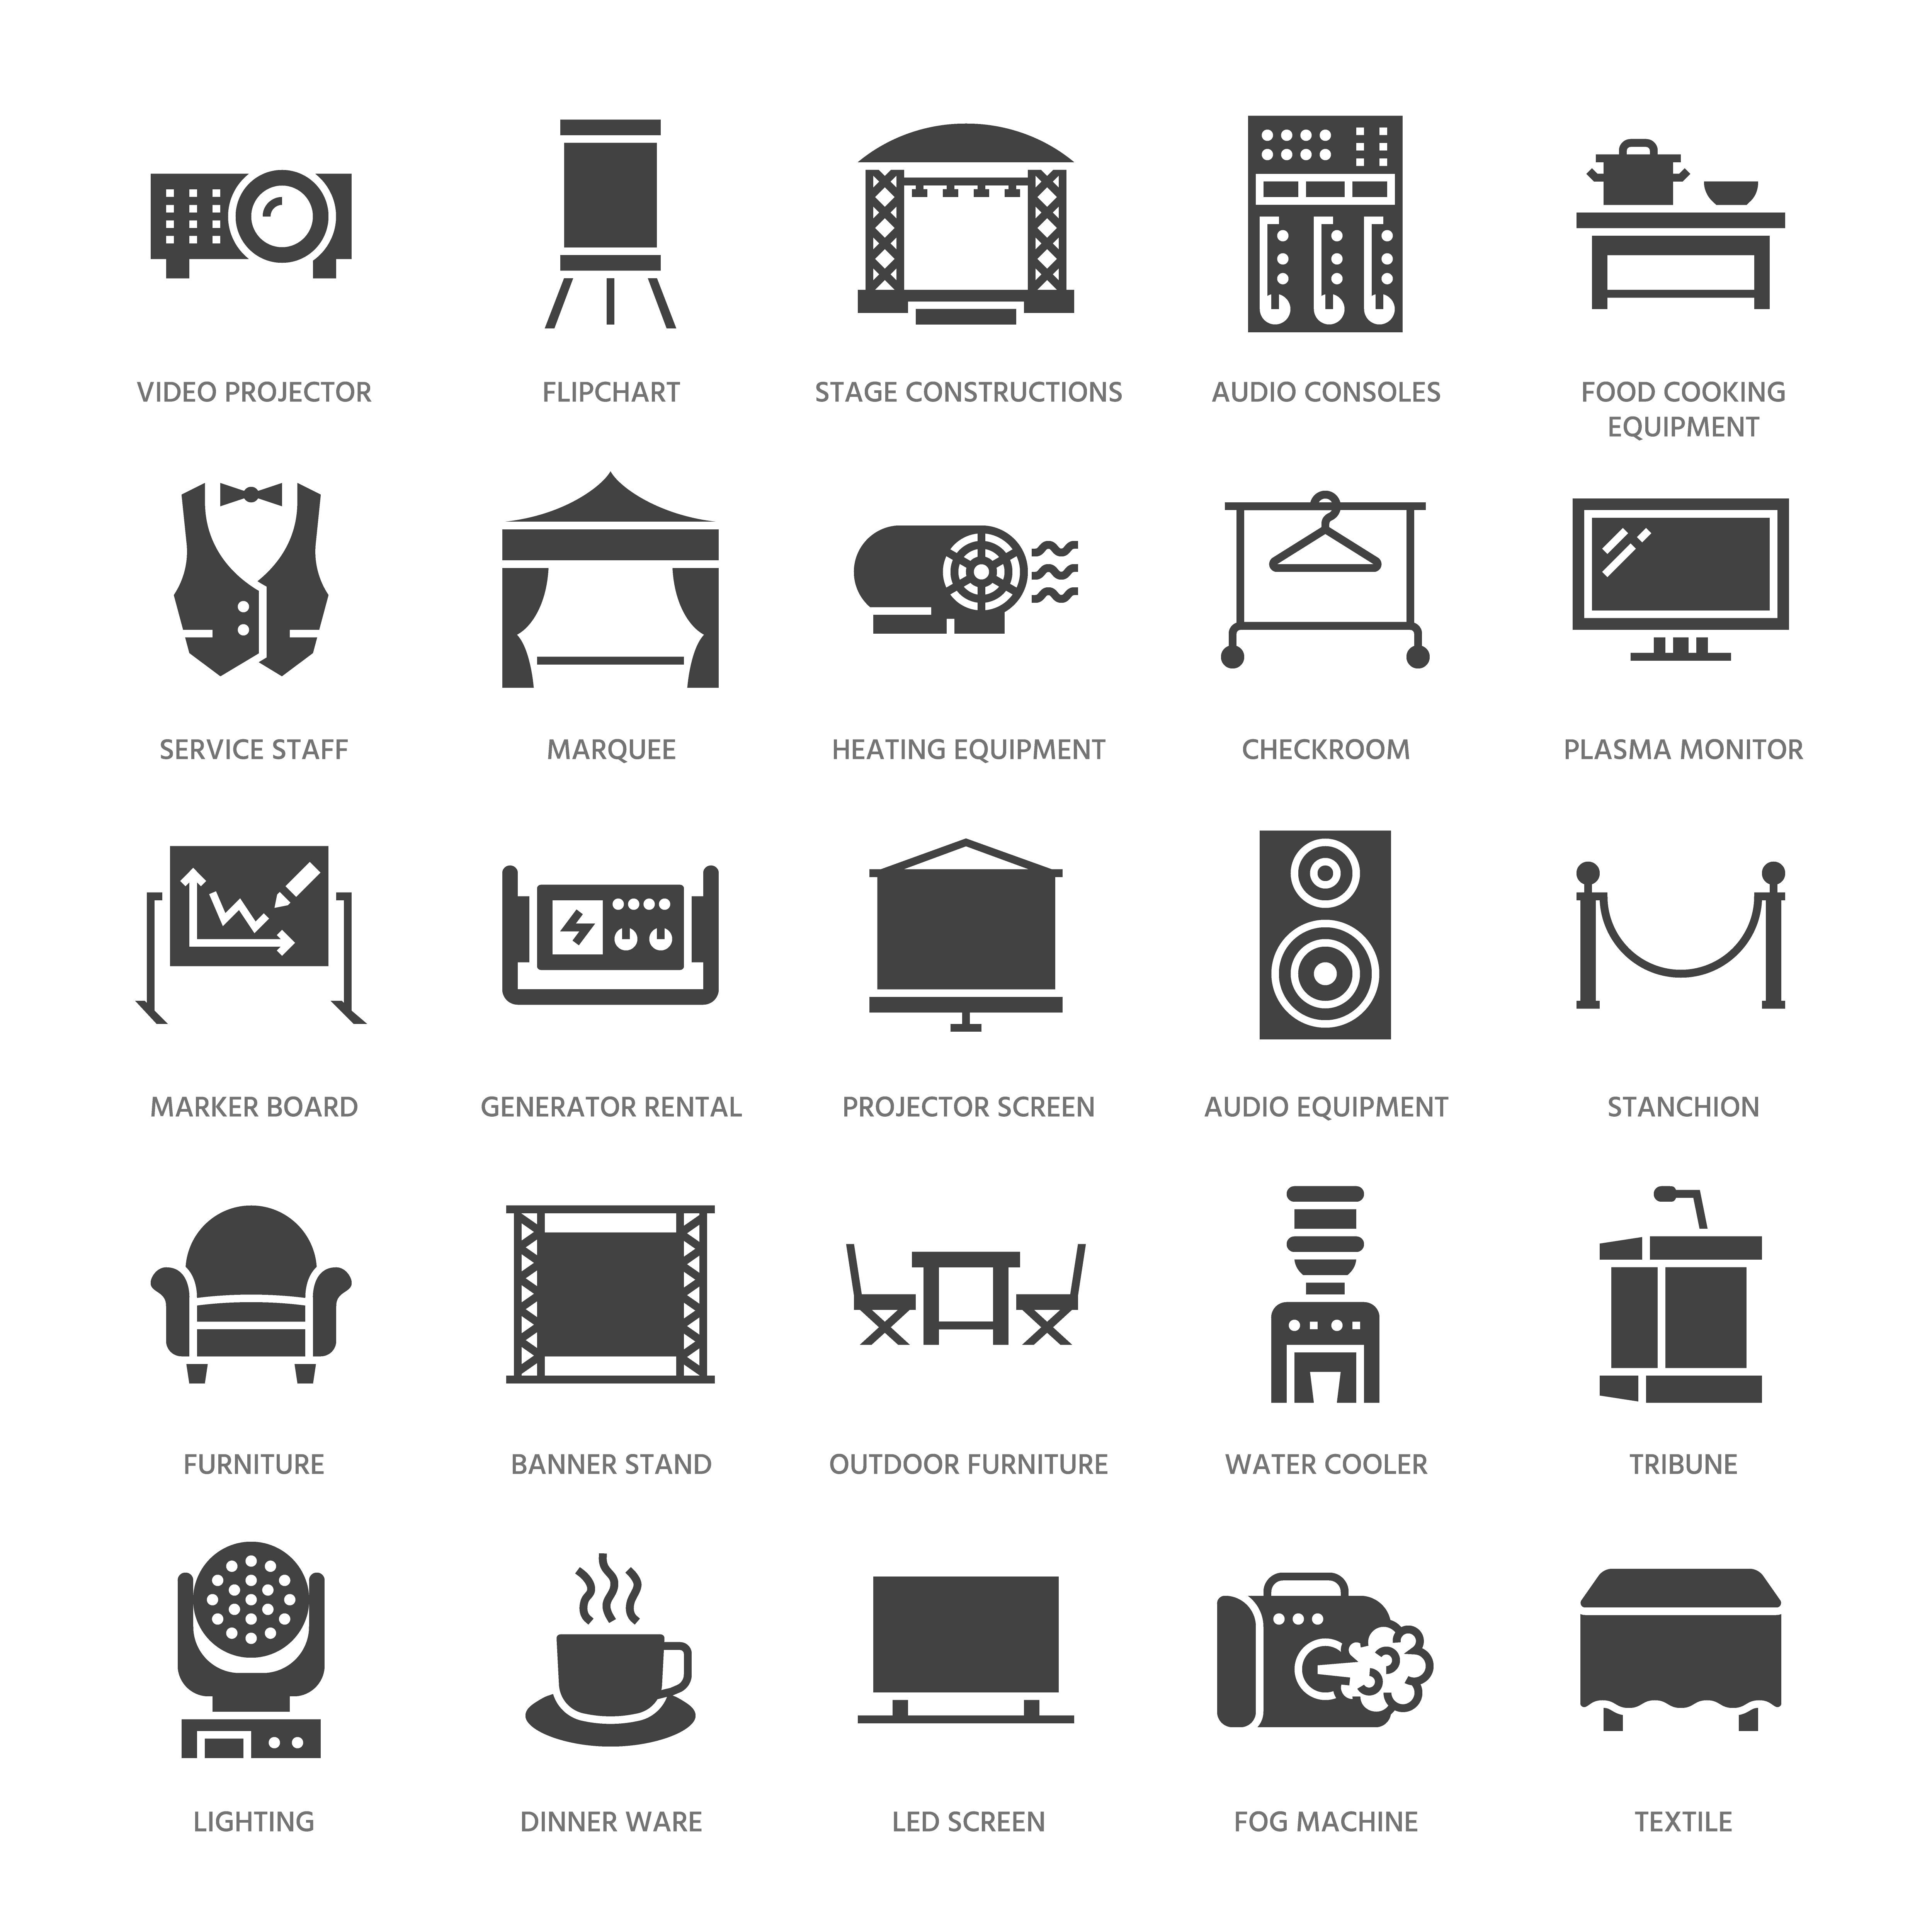 VIDEO PROJECTOR
FLIPCHART
STAGE CONSTRUCTIONS
AUDIO CONSOLES
FOOD COOKING
EQUIPMENT
SERVICE STAFF
MARQUEE
HEATING EQUIPMENT
CHECKROOM
PLASMA MONITOR
MARKER BOARD
GENERATOR RENTAL
PROJECTOR SCREEN
AUDIO EQUIPMENT
STANCHION
FURNITURE
BANNER STAND
OUTDOOR FURNITURE
WATER COOLER
TRIBUNE
LIGHTING
DINNER WARE
LED SCREEN
FOG MACHINE
TEXTILE